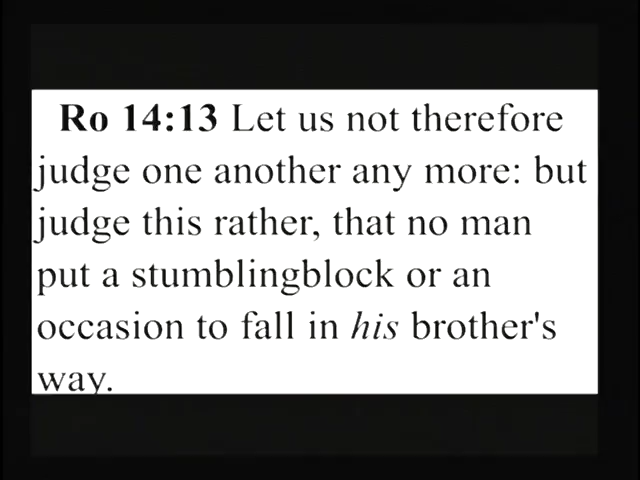 Ro 14:13 Let us not therefore
judge one another any more: but
judge this rather, that no man
put a stumblingblock or an
occasion to fall in his brother's
way.